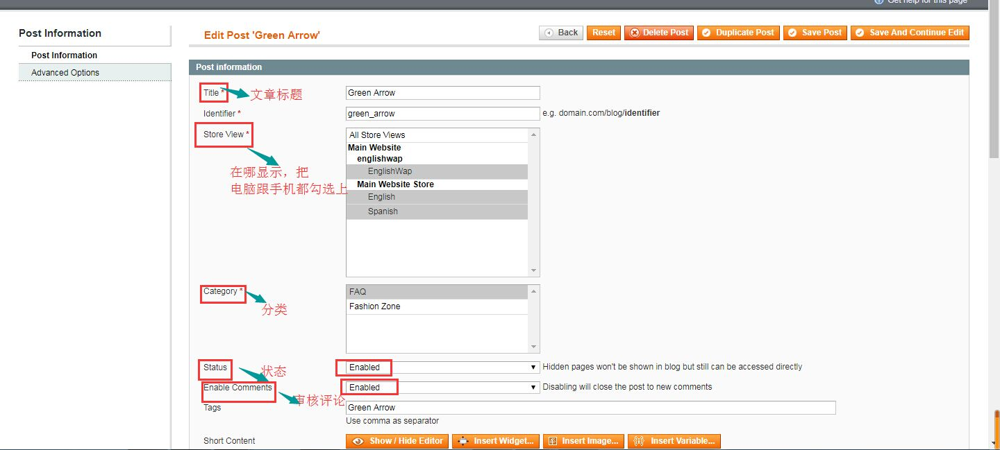 Get help for this page
Post Information
Post Information
Advanced Options
Edit Post 'Green Arrow'
Back
Reset
Delete Post
Duplicate Post
Save Post
Save And Continue Edit
Post information
Title *
文章标题
Green Arrow
Identifier *
green_arrow
e.g. domain.com/blog/identifier
Store View *
在哪显示，把
电脑跟手机都勾选上
All Store Views
Main Website
englishwap
EnglishWap
Main Website Store
English
Spanish
Category *
分类
FAQ
Fashion Zone
Status
状态
Enabled
Hidden pages won't be shown in blog but still can be accessed directly
Enable Comments
审核评论
Enabled
Disabling will close the post to new comments
Tags
Green Arrow
Use comma as separator
Short Content
Show / Hide Editor
Insert Widget...
Insert Image...
Insert Variable...